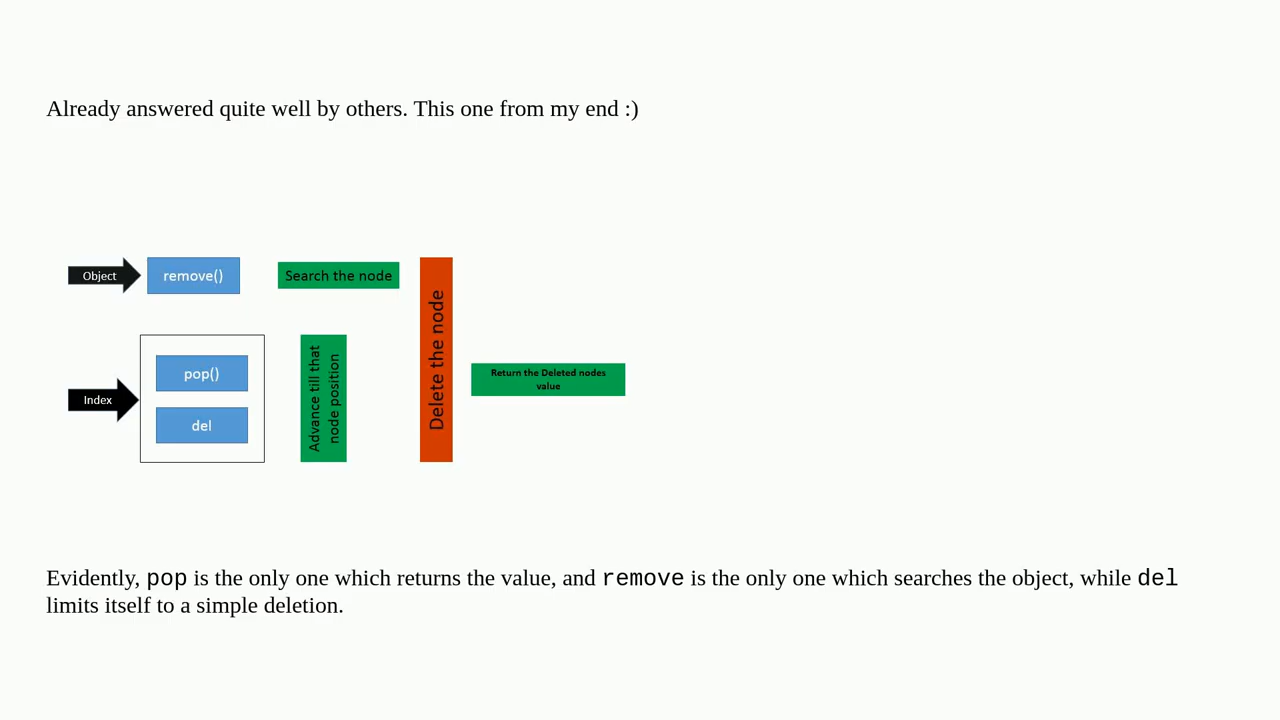 Already answered quite well by others. This one from my end :)
Object
remove()
Search the node
Delete the node
Index
pop()
del
Advance till that
node position
Return the Deleted nodes
value
Evidently, pop is the only one which returns the value, and remove is the only one which searches the object, while del
limits itself to a simple deletion.